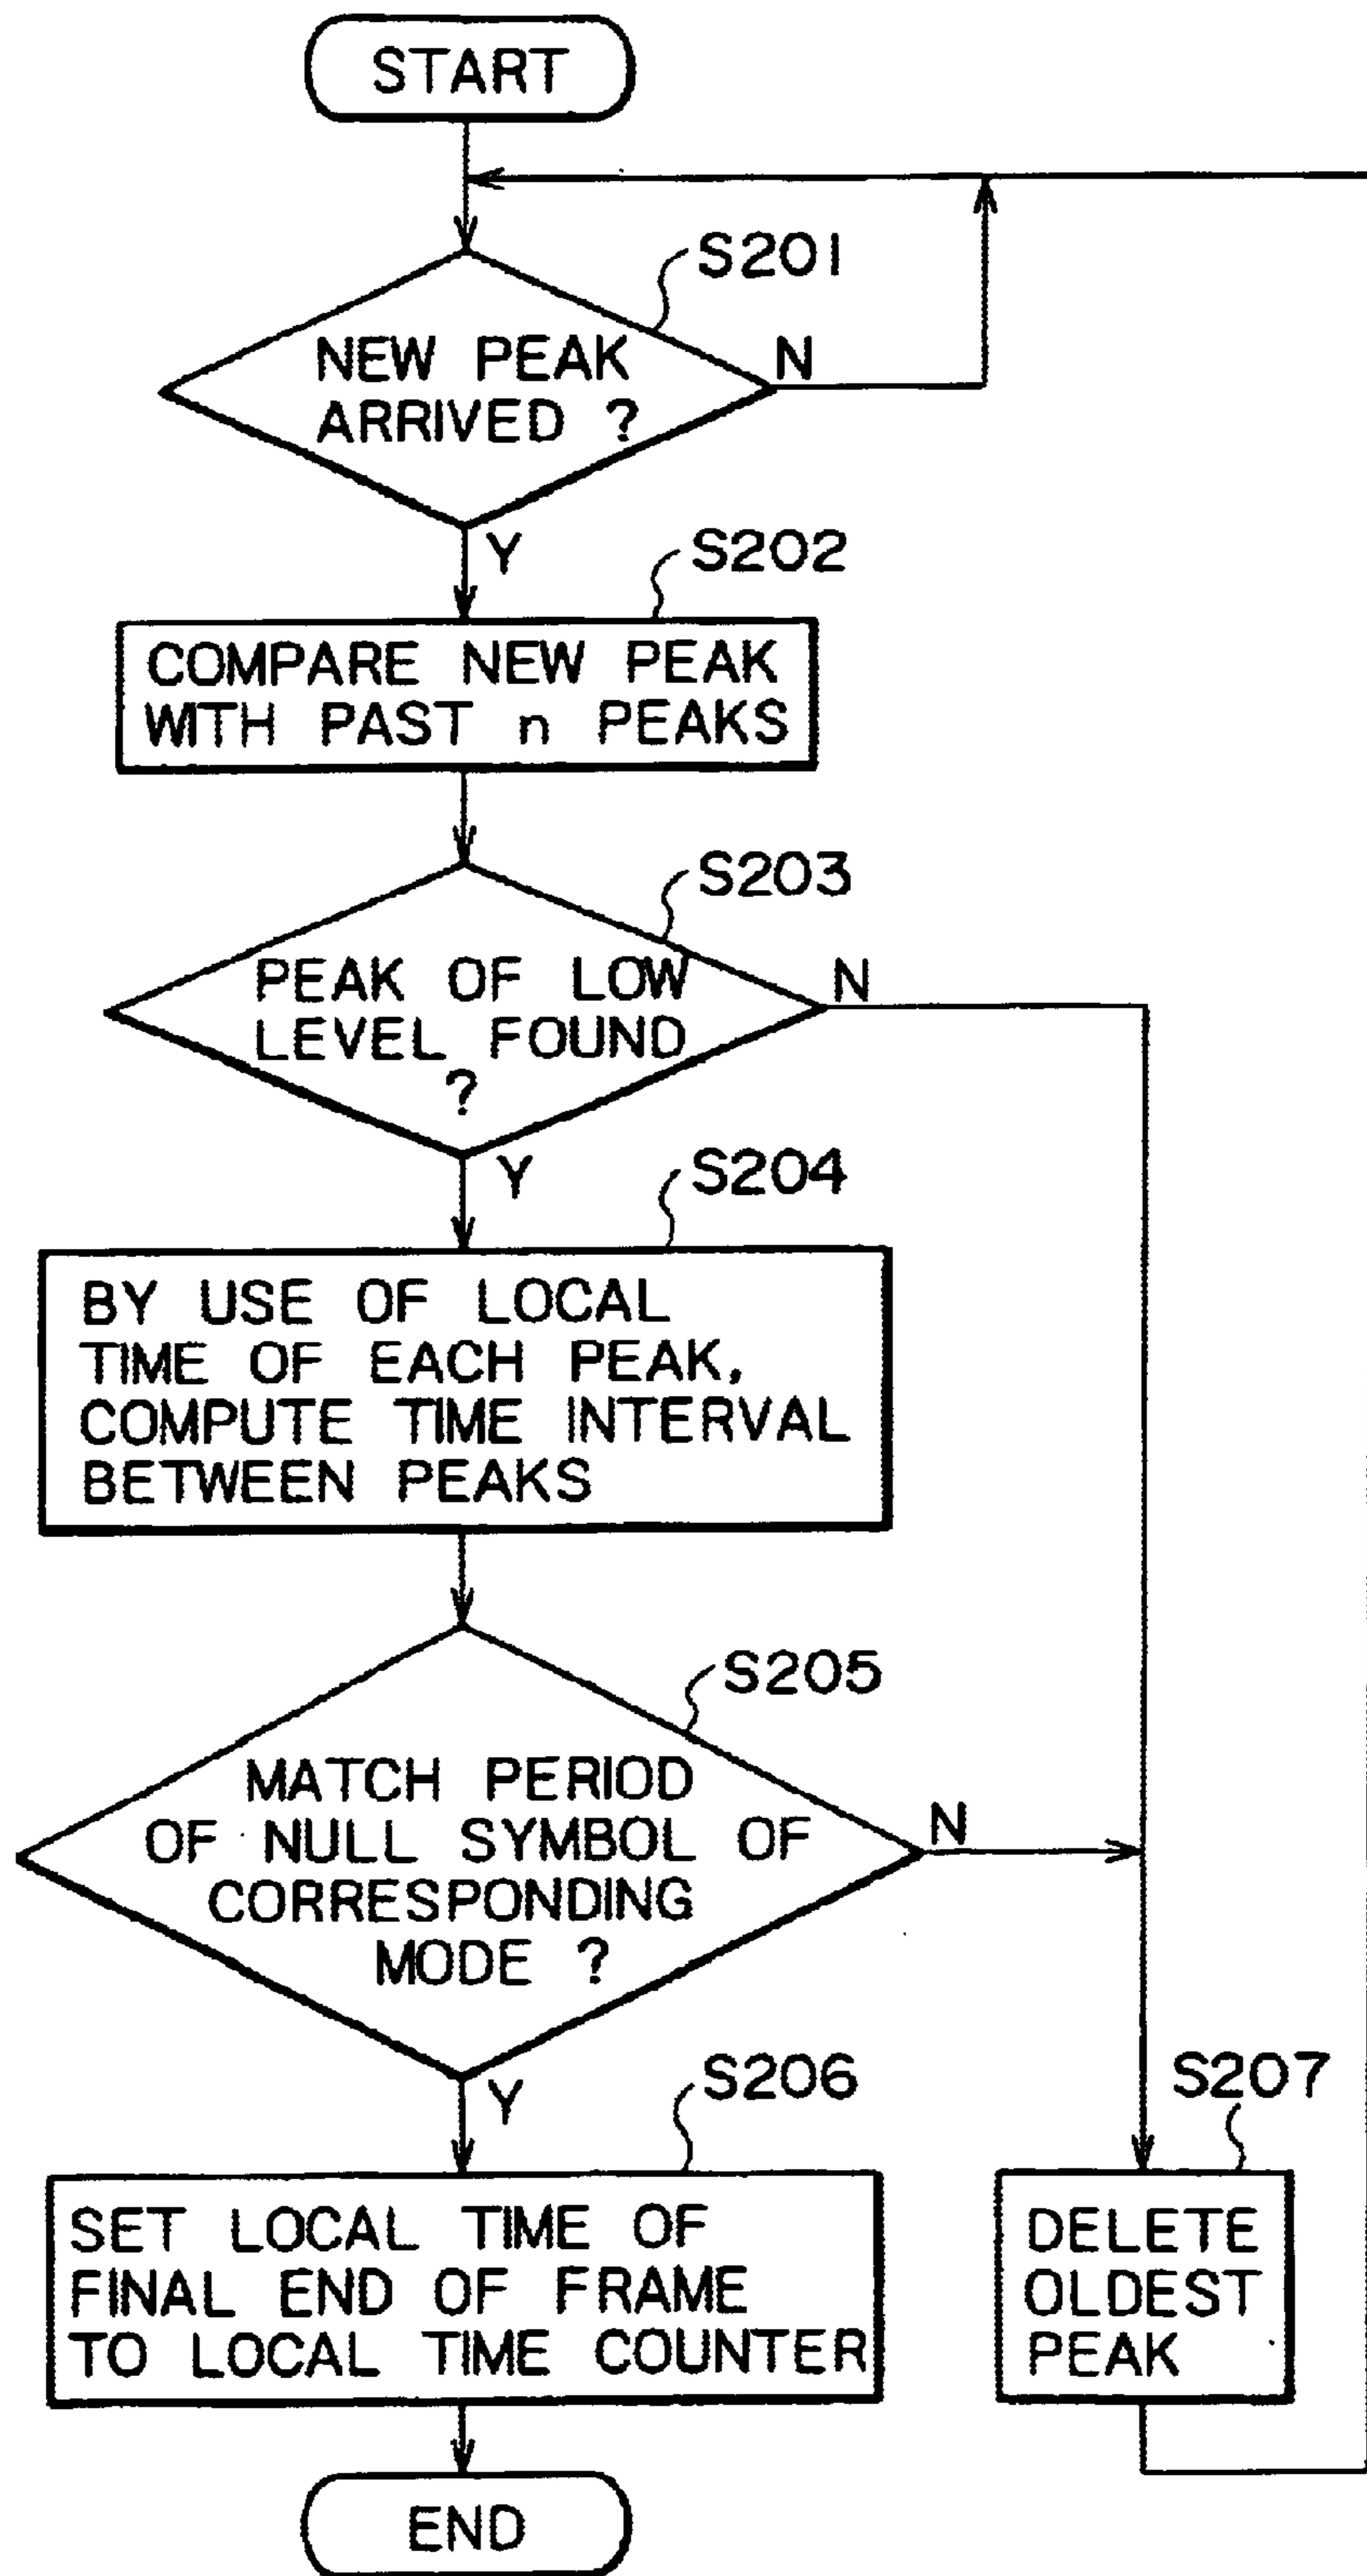 START
S201
NEW PEAK
ARRIVED ?
N
Y
S202
COMPARE NEW PEAK
WITH PAST n PEAKS
S203
PEAK OF LOW
LEVEL FOUND
?
N
Y
S204
BY USE OF LOCAL
TIME OF EACH PEAK,
COMPUTE TIME INTERVAL
BETWEEN PEAKS
S205
MATCH PERIOD
OF NULL SYMBOL OF
CORRESPONDING
MODE ?
N
Y
S206
SET LOCAL TIME OF
FINAL END OF FRAME
TO LOCAL TIME COUNTER
S207
DELETE
OLDEST
PEAK
END